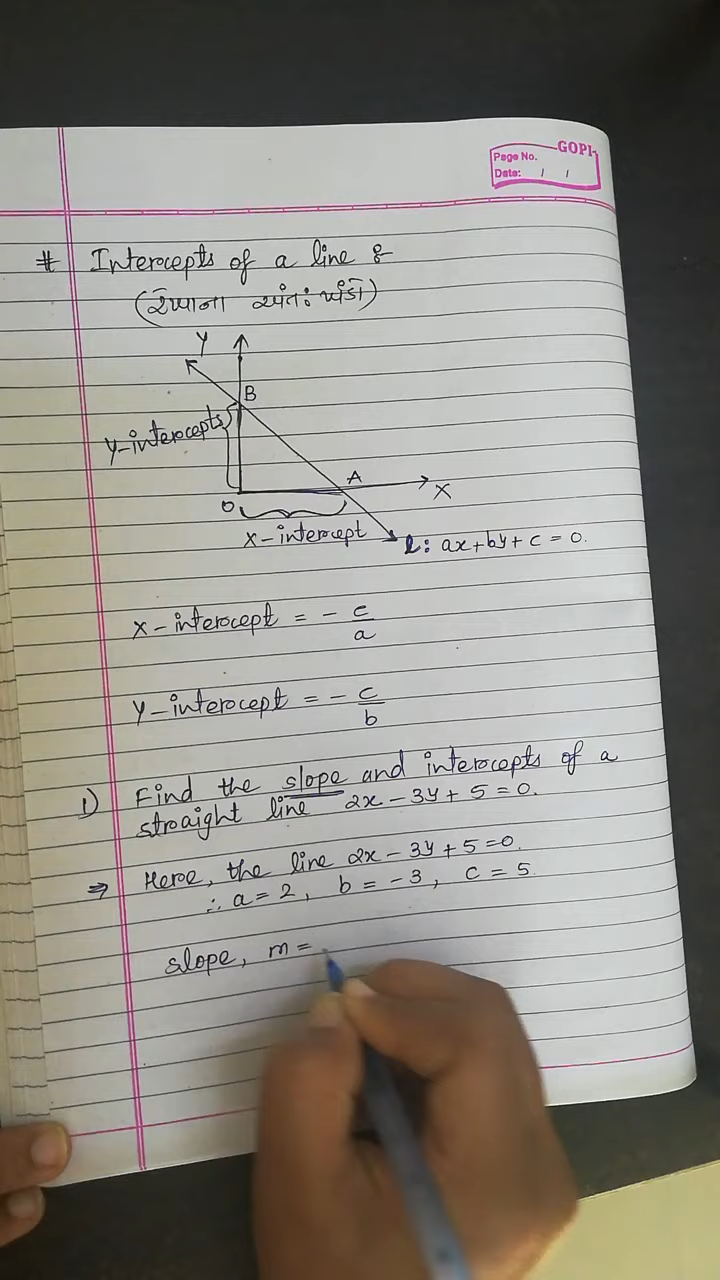 GOPI
Page No.
Date: / /
# Intercepts of a line :-
(રેખાના અંત: ખંડો)
Y
B
Y-intercepts
A
X
O
X-intercept
l: ax+by+c=0.
X-intercept = - c/a
Y-intercept = - c/b
1) Find the slope and intercepts of a
straight line 2x-3y+5=0.
⇒ Here, the line 2x-3y+5=0.
∴ a=2, b=-3, c=5.
slope, m=